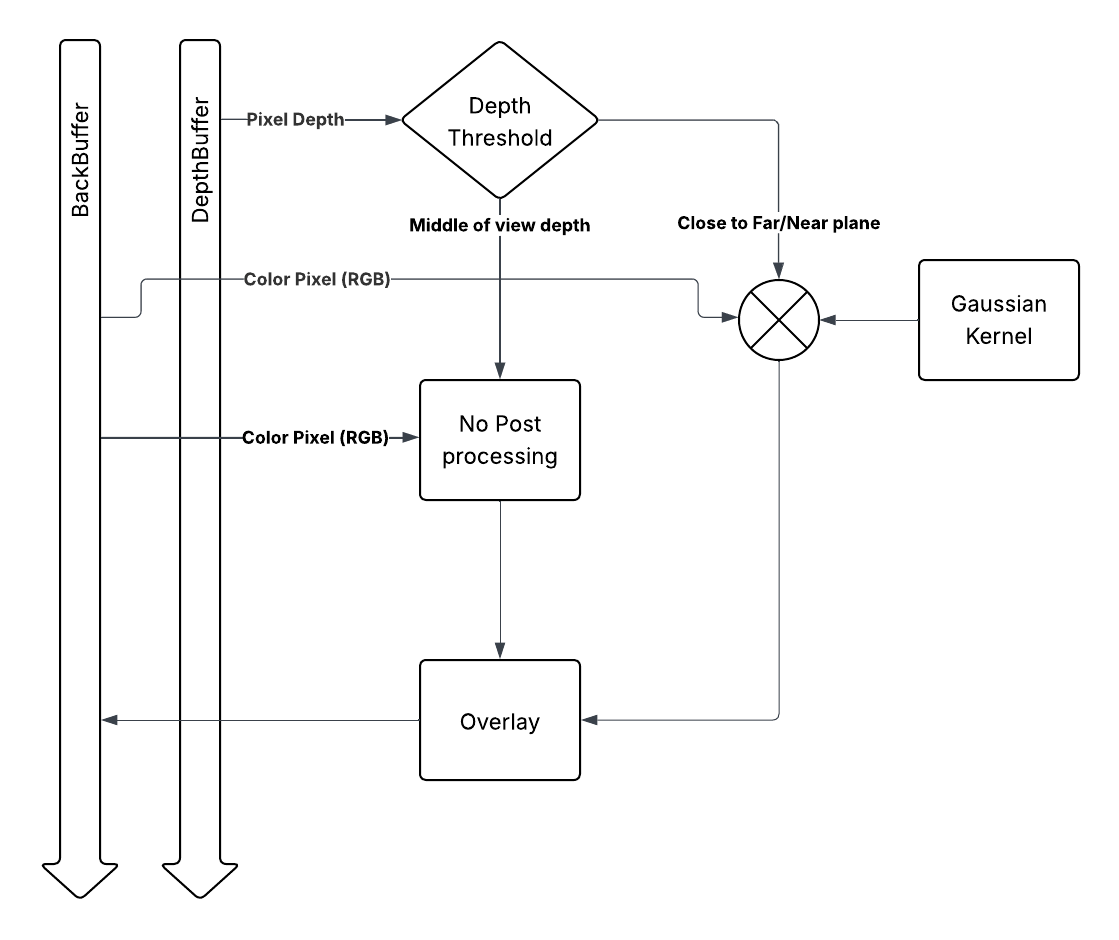 BackBuffer
DepthBuffer
Pixel Depth
Depth
Threshold
Middle of view depth
Close to Far/Near plane
Color Pixel (RGB)
Gaussian
Kernel
No Post
processing
Color Pixel (RGB)
Overlay